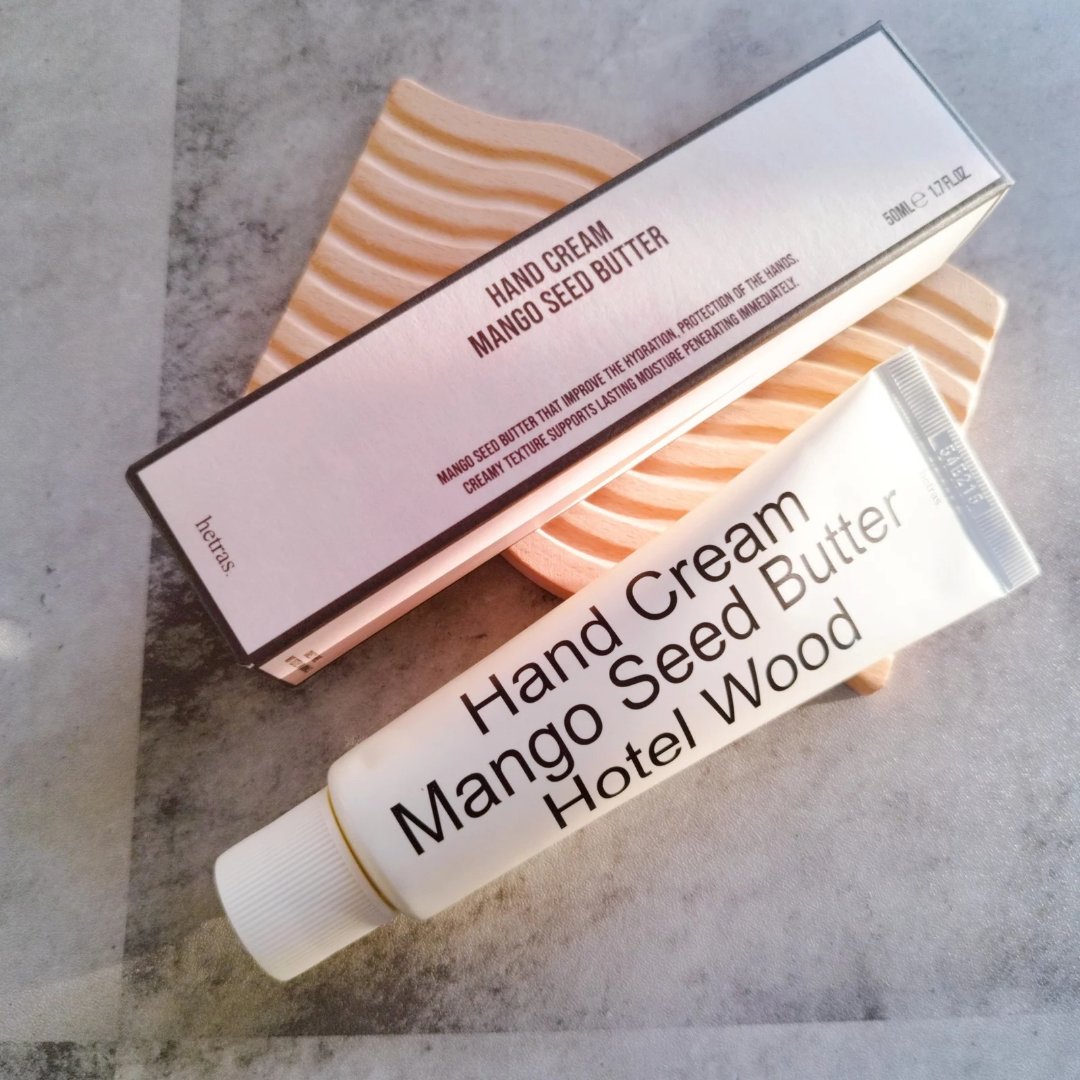 HAND CREAM
MANGO SEED BUTTER
50ML℮ 1.7 FL.OZ.
MANGO SEED BUTTER THAT IMPROVE THE HYDRATION, PROTECTION OF THE HANDS.
CREAMY TEXTURE SUPPORTS LASTING MOISTURE PENERATING IMMEDIATELY.
hetras.
Hand Cream
Mango Seed Butter
Hotel Wood
hetras